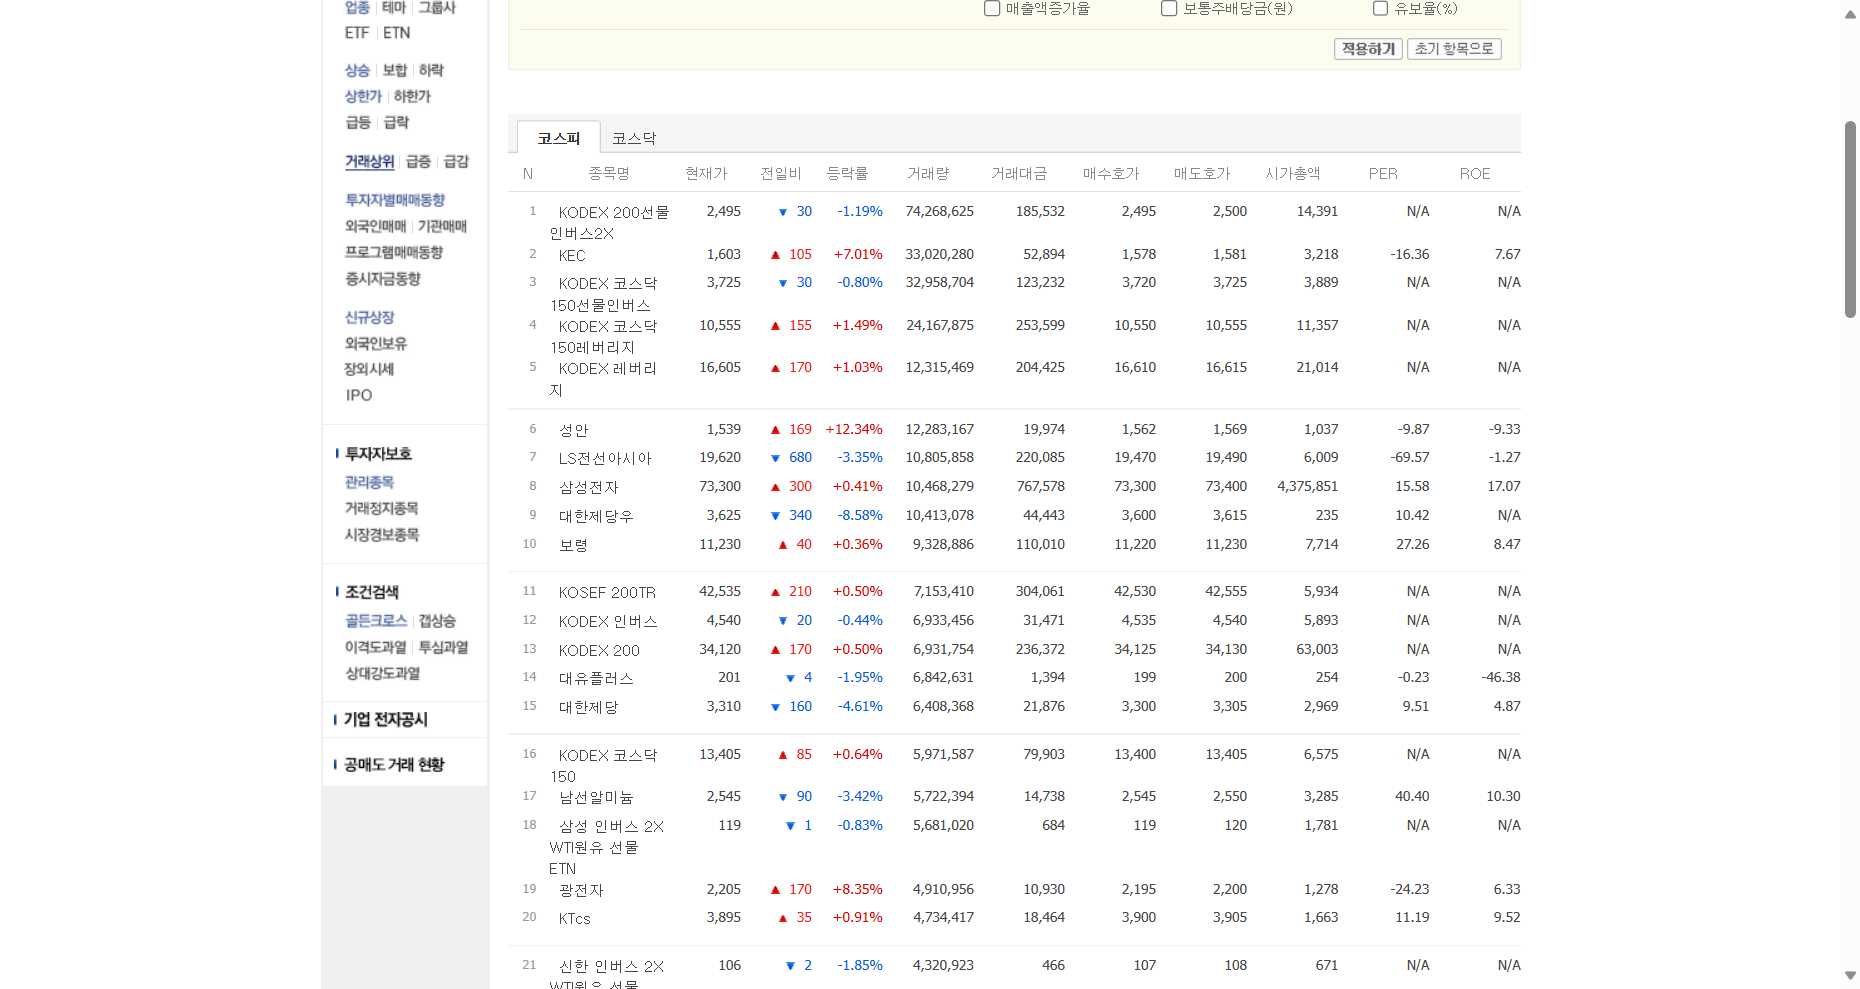 업종 테마 그룹사
ETF ETN
상승 보합 하락
상한가 하한가
급등 급락
거래상위 급증 급감
투자자별매매동향
외국인매매 기관매매
프로그램매매동향
증시자금동향
신규상장
외국인보유
장외시세
IPO
투자자보호
관리종목
거래정지종목
시장경보종목
조건검색
골든크로스 갭상승
이격도과열 투심과열
상대강도과열
기업 전자공시
공매도 거래 현황
매출액증가율 보통주배당금(원) 유보율(%)
적용하기 초기 항목으로
코스피 코스닥
N 종목명 현재가 전일비 등락률 거래량 거래대금 매수호가 매도호가 시가총액 PER ROE
1 KODEX 200선물 2,495 ▼ 30 -1.19% 74,268,625 185,532 2,495 2,500 14,391 N/A N/A
인버스2X
2 KEC 1,603 ▲ 105 +7.01% 33,020,280 52,894 1,578 1,581 3,218 -16.36 7.67
3 KODEX 코스닥 3,725 ▼ 30 -0.80% 32,958,704 123,232 3,720 3,725 3,889 N/A N/A
150선물인버스
4 KODEX 코스닥 10,555 ▲ 155 +1.49% 24,167,875 253,599 10,550 10,555 11,357 N/A N/A
150레버리지
5 KODEX 레버리 16,605 ▲ 170 +1.03% 12,315,469 204,425 16,610 16,615 21,014 N/A N/A
지
6 성안 1,539 ▲ 169 +12.34% 12,283,167 19,974 1,562 1,569 1,037 -9.87 -9.33
7 LS전선아시아 19,620 ▼ 680 -3.35% 10,805,858 220,085 19,470 19,490 6,009 -69.57 -1.27
8 삼성전자 73,300 ▲ 300 +0.41% 10,468,279 767,578 73,300 73,400 4,375,851 15.58 17.07
9 대한제당우 3,625 ▼ 340 -8.58% 10,413,078 44,443 3,600 3,615 235 10.42 N/A
10 보령 11,230 ▲ 40 +0.36% 9,328,886 110,010 11,220 11,230 7,714 27.26 8.47
11 KOSEF 200TR 42,535 ▲ 210 +0.50% 7,153,410 304,061 42,530 42,555 5,934 N/A N/A
12 KODEX 인버스 4,540 ▼ 20 -0.44% 6,933,456 31,471 4,535 4,540 5,893 N/A N/A
13 KODEX 200 34,120 ▲ 170 +0.50% 6,931,754 236,372 34,125 34,130 63,003 N/A N/A
14 대유플러스 201 ▼ 4 -1.95% 6,842,631 1,394 199 200 254 -0.23 -46.38
15 대한제당 3,310 ▼ 160 -4.61% 6,408,368 21,876 3,300 3,305 2,969 9.51 4.87
16 KODEX 코스닥 13,405 ▲ 85 +0.64% 5,971,587 79,903 13,400 13,405 6,575 N/A N/A
150
17 남선알미늄 2,545 ▼ 90 -3.42% 5,722,394 14,738 2,545 2,550 3,285 40.40 10.30
18 삼성 인버스 2X 119 ▼ 1 -0.83% 5,681,020 684 119 120 1,781 N/A N/A
WTI원유 선물
ETN
19 광전자 2,205 ▲ 170 +8.35% 4,910,956 10,930 2,195 2,200 1,278 -24.23 6.33
20 KTcs 3,895 ▲ 35 +0.91% 4,734,417 18,464 3,900 3,905 1,663 11.19 9.52
21 신한 인버스 2X 106 ▼ 2 -1.85% 4,320,923 466 107 108 671 N/A N/A
WTI원유 선물